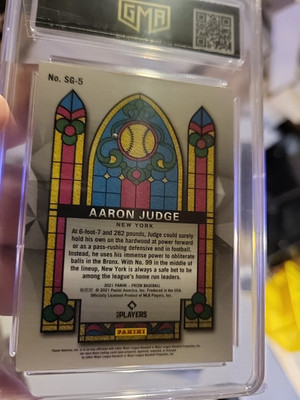 GMA
No. SG-5
AARON JUDGE
NEW YORK
At 6-foot-7 and 282 pounds, Judge could surely
hold his own on the hardwood at power forward
or as a pass-rushing defensive end in football.
Instead, he uses his immense power to obliterate
balls in the Bronx. With No. 99 in the middle of
the lineup, New York is always a safe bet to be among
the league's home run leaders.
2021 PANINI - PRIZM BASEBALL
© 2021 Panini America, Inc. Produced in the USA.
Officially Licensed Product of MLB Players, Inc.
PLAYERS
PANINI